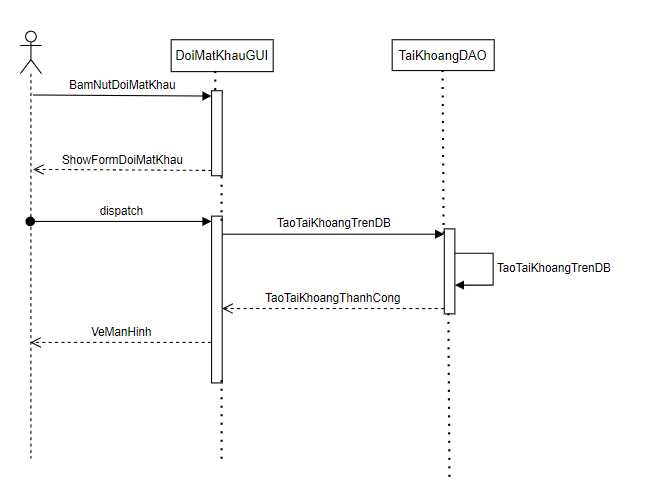 DoiMatKhauGUI
TaiKhoangDAO
BamNutDoiMatKhau
ShowFormDoiMatKhau
dispatch
TaoTaiKhoangTrenDB
TaoTaiKhoangTrenDB
TaoTaiKhoangThanhCong
VeManHinh